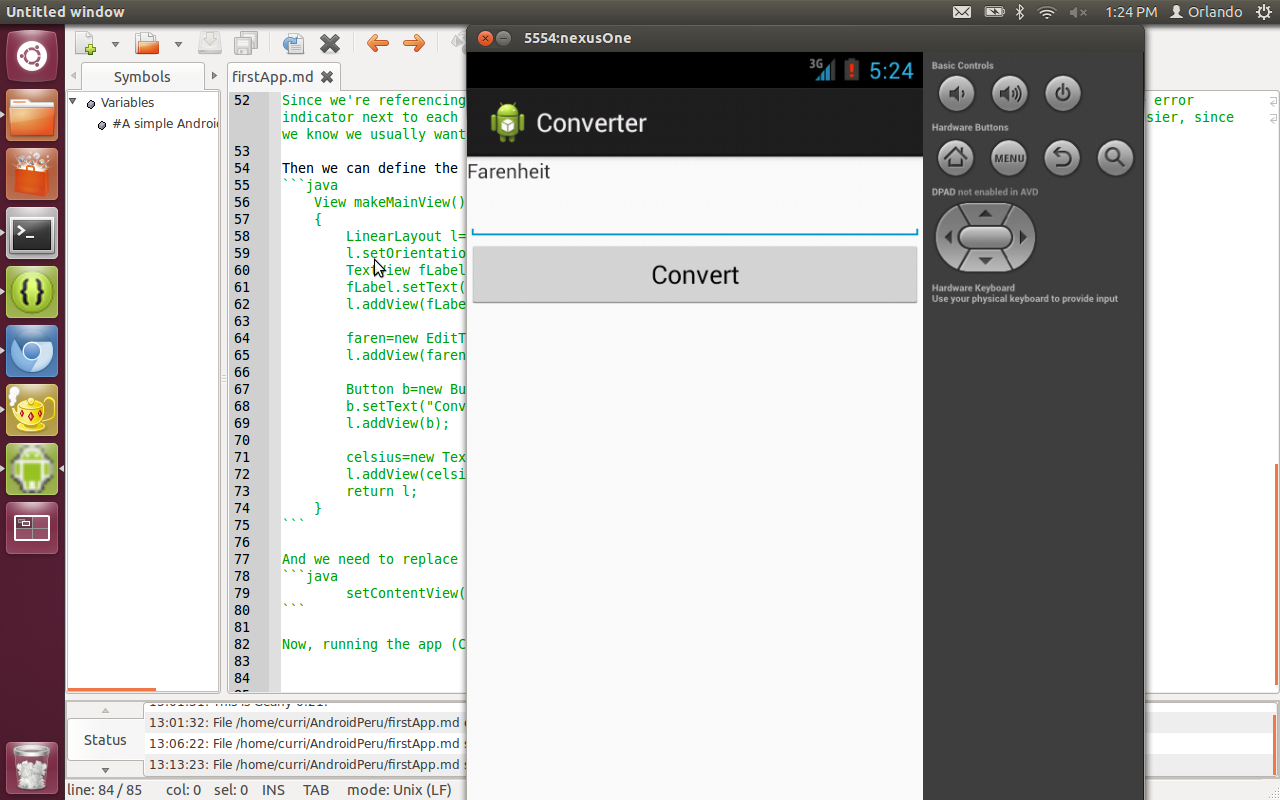 Untitled window
1:24 PM
Orlando
Symbols
Variables
#A simple Androi
firstApp.md
52 Since we're referencing
error
indicator next to each
sier, since
we know we usually want
53
54 Then we can define the
55 ```java
56 View makeMainView()
57 {
58 LinearLayout l=
59 l.setOrientatio
60 TextView fLabel
61 fLabel.setText(
62 l.addView(fLabe
63
64 faren=new EditT
65 l.addView(faren
66
67 Button b=new Bu
68 b.setText("Conv
69 l.addView(b);
70
71 celsius=new Tex
72 l.addView(celsi
73 return l;
74 }
75 ```
76
77 And we need to replace
78 ```java
79 setContentView(
80 ```
81
82 Now, running the app (C
83
84
5554:nexusOne
3G
5:24
Converter
Farenheit
Convert
Basic Controls
Hardware Buttons
MENU
DPAD not enabled in AVD
Hardware Keyboard
Use your physical keyboard to provide input
Status
13:01:31: This is Geany 0.21.
13:01:32: File /home/curri/AndroidPeru/firstApp.md
13:06:22: File /home/curri/AndroidPeru/firstApp.md s
13:13:23: File /home/curri/AndroidPeru/firstApp.md s
line: 84 / 85 col: 0 sel: 0 INS TAB mode: Unix (LF)